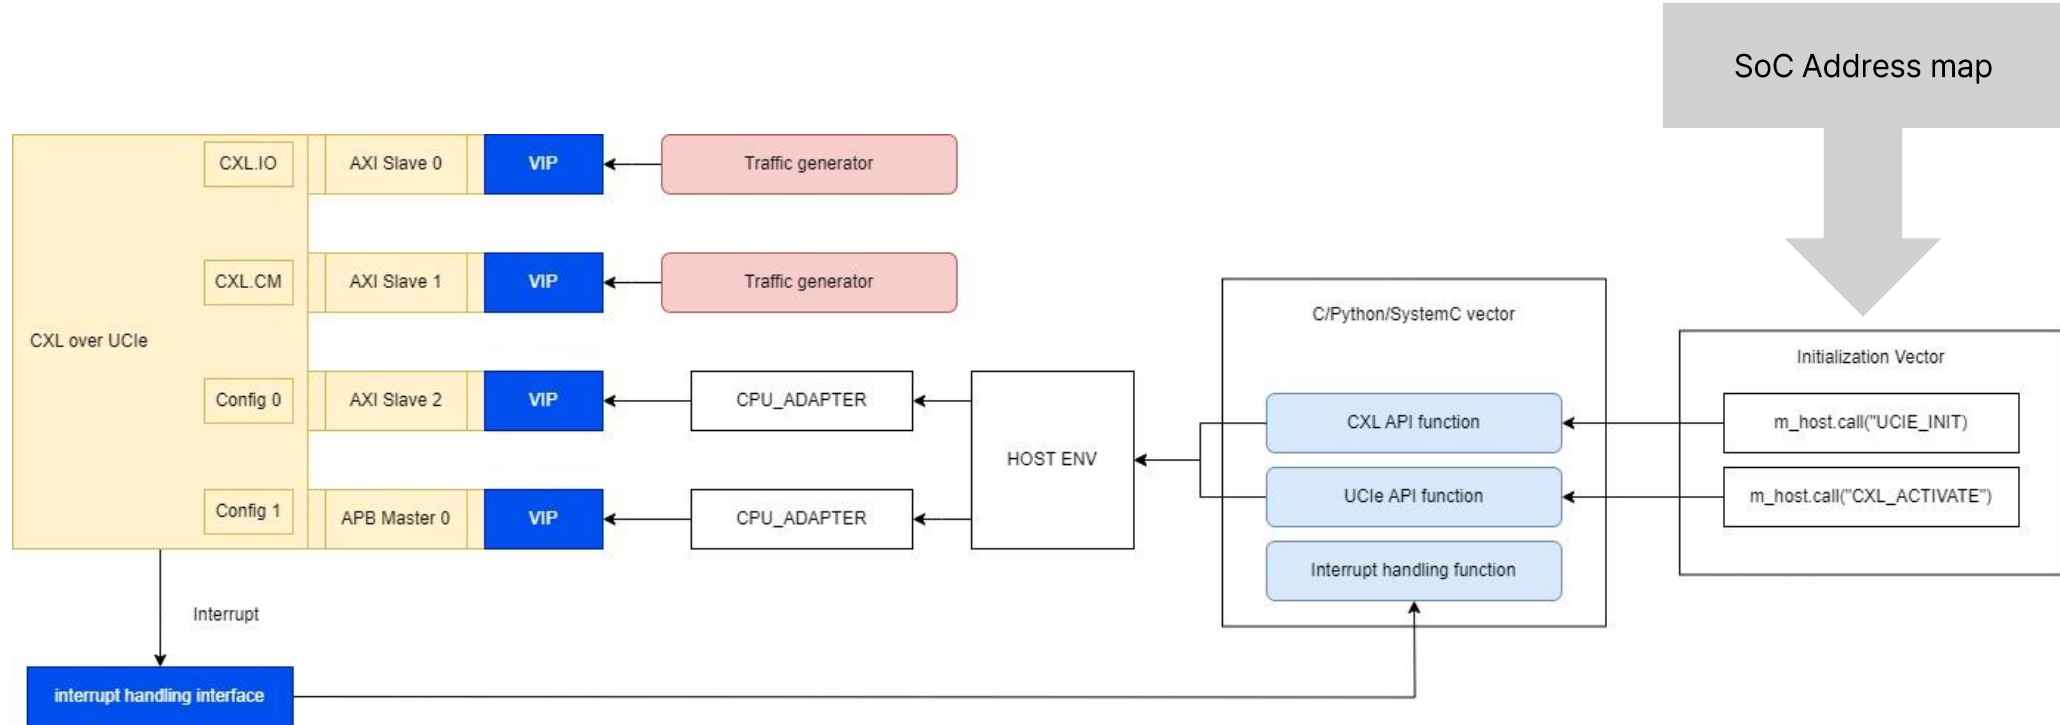 SoC Address map
CXL.IO
AXI Slave 0
VIP
Traffic generator
CXL.CM
AXI Slave 1
VIP
Traffic generator
C/Python/SystemC vector
CXL over UCIe
Initialization Vector
Config 0
AXI Slave 2
VIP
CPU_ADAPTER
CXL API function
m_host.call("UCIE_INIT)
HOST ENV
UCIe API function
m_host.call("CXL_ACTIVATE")
Config 1
APB Master 0
VIP
CPU_ADAPTER
Interrupt handling function
Interrupt
interrupt handling interface